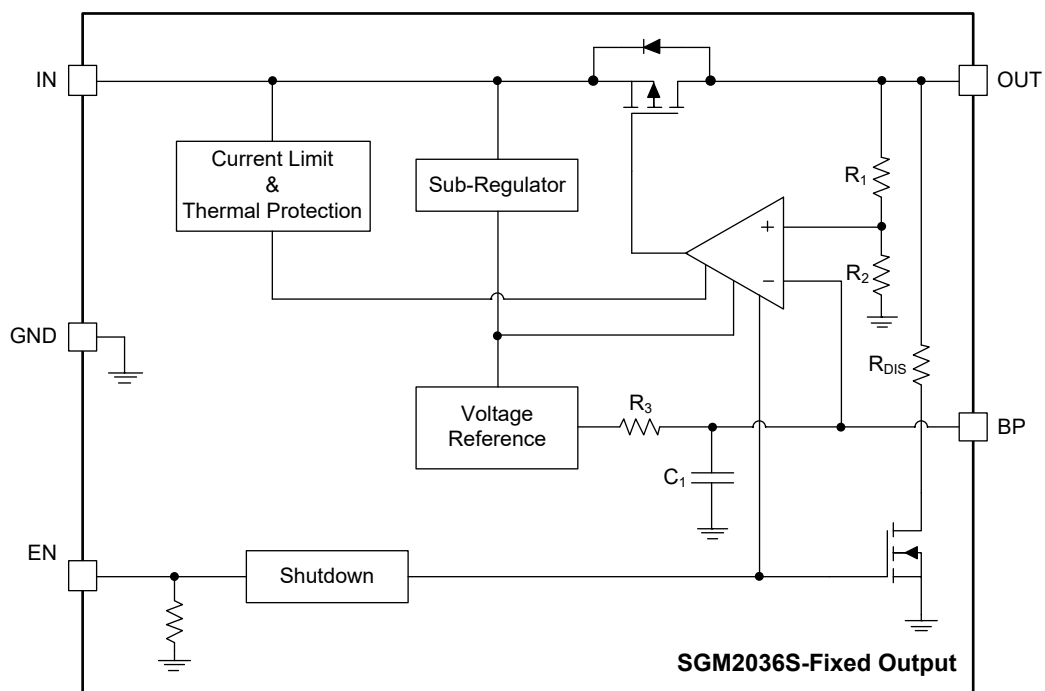 IN
OUT
Current Limit
&
Thermal Protection
Sub-Regulator
R1
+
R2
−
GND
RDIS
Voltage
Reference
R3
BP
C1
EN
Shutdown
SGM2036S-Fixed Output